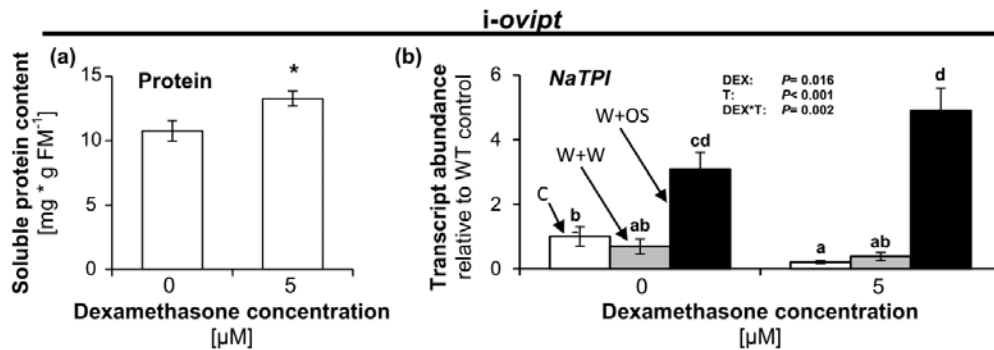 i-ovipt
(a)
Protein
*
Soluble protein content
[mg * g FM⁻¹]
15
10
5
0
0
5
Dexamethasone concentration
[µM]
(b)
NaTPI
DEX: P= 0.016
T: P< 0.001
DEX*T: P= 0.002
Transcript abundance
relative to WT control
6
4
2
0
C
W+W
W+OS
b
ab
cd
a
ab
d
0
5
Dexamethasone concentration
[µM]